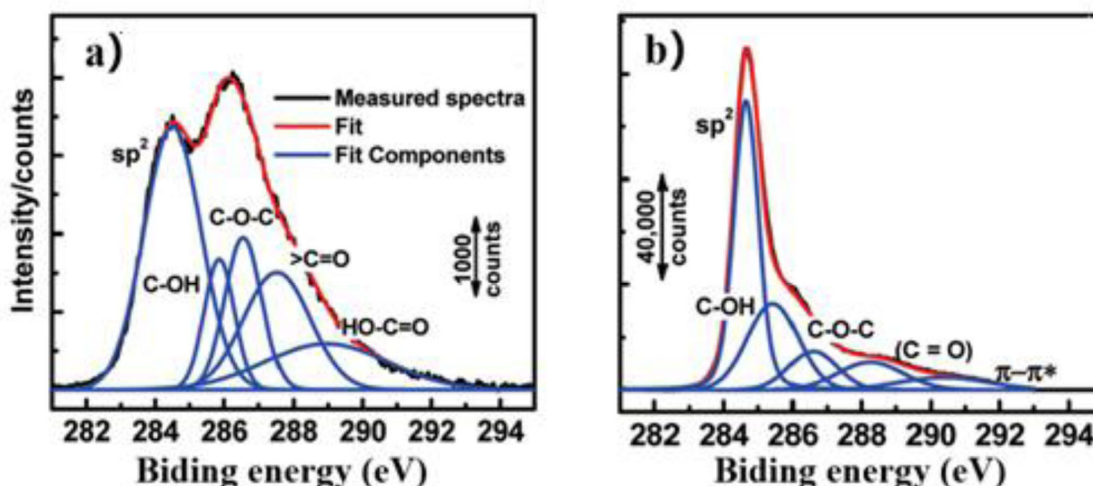 a)
Measured spectra
Fit
Fit Components
sp²
C-O-C
>C=O
C-OH
HO-C=O
1000
counts
Intensity/counts
282 284 286 288 290 292 294
Biding energy (eV)
b)
sp²
40,000
counts
C-OH
C-O-C
(C = O)
π−π*
282 284 286 288 290 292 294
Biding energy (eV)